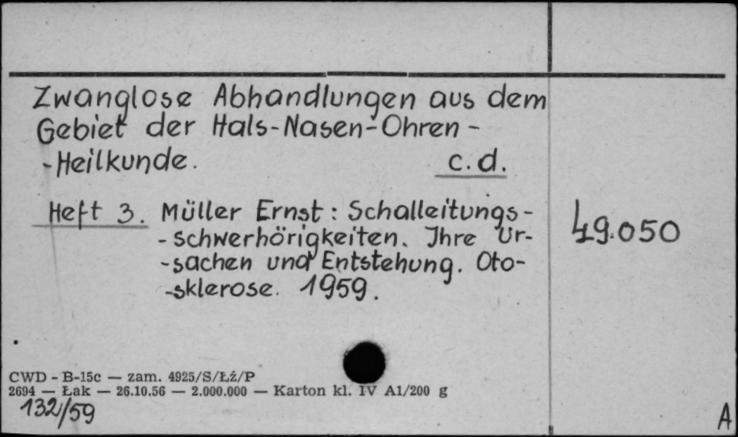 Zwanglose Abhandlungen aus dem
Gebiet der Hals-Nasen-Ohren-
-Heilkunde. c.d.
Heft 3. Müller Ernst: Schalleitungs-
-schwerhörigkeiten. Ihre Ur-
-sachen und Entstehung. Oto-
-sklerose. 1959.
49.050
CWD - B-15c — zam. 4925/S/Łż/P
2694 — Łak — 26.10.56 — 2.000.000 — Karton kl. IV A1/200 g
132/59
A